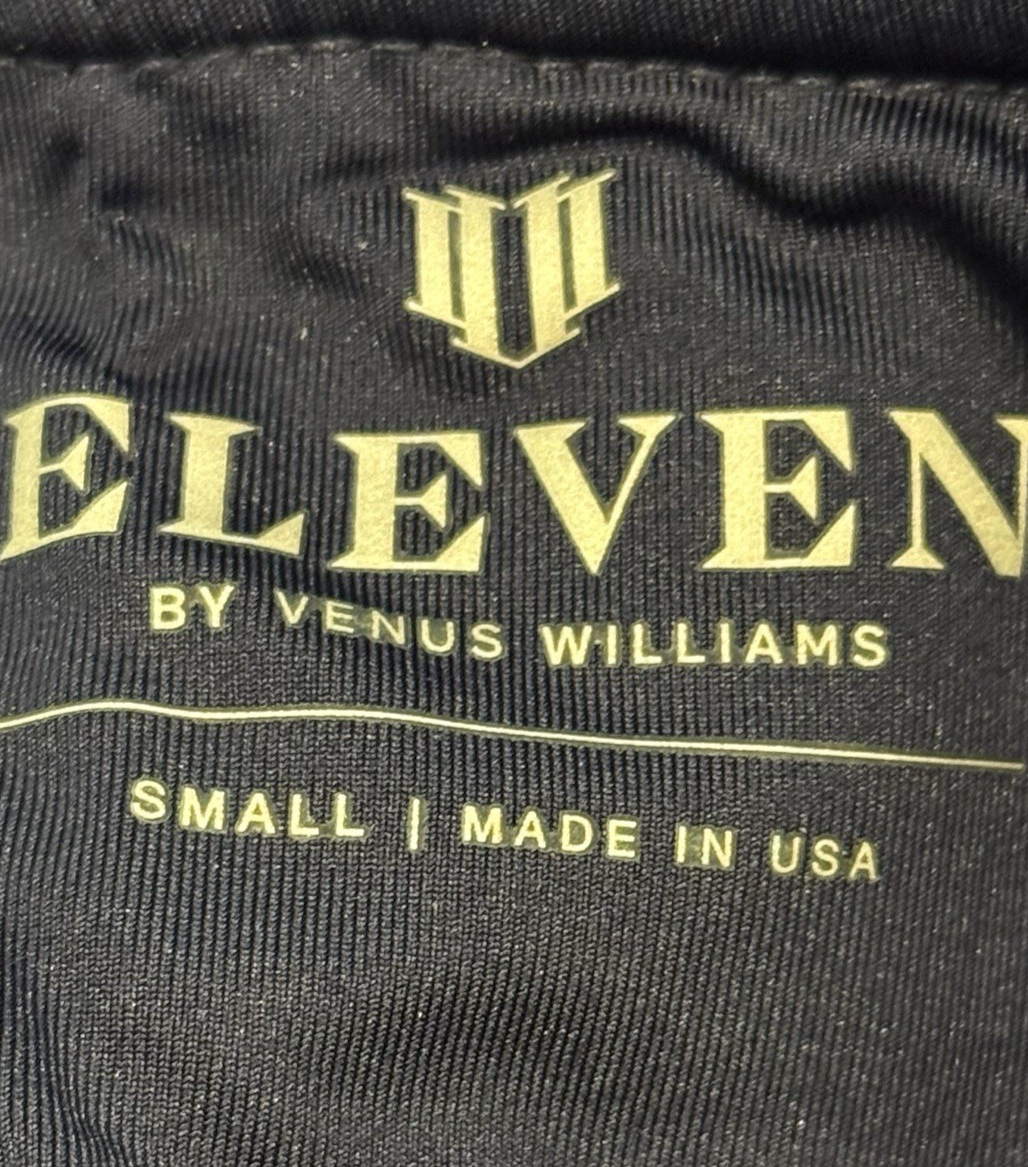 ELEVEN
BY VENUS WILLIAMS
SMALL | MADE IN USA